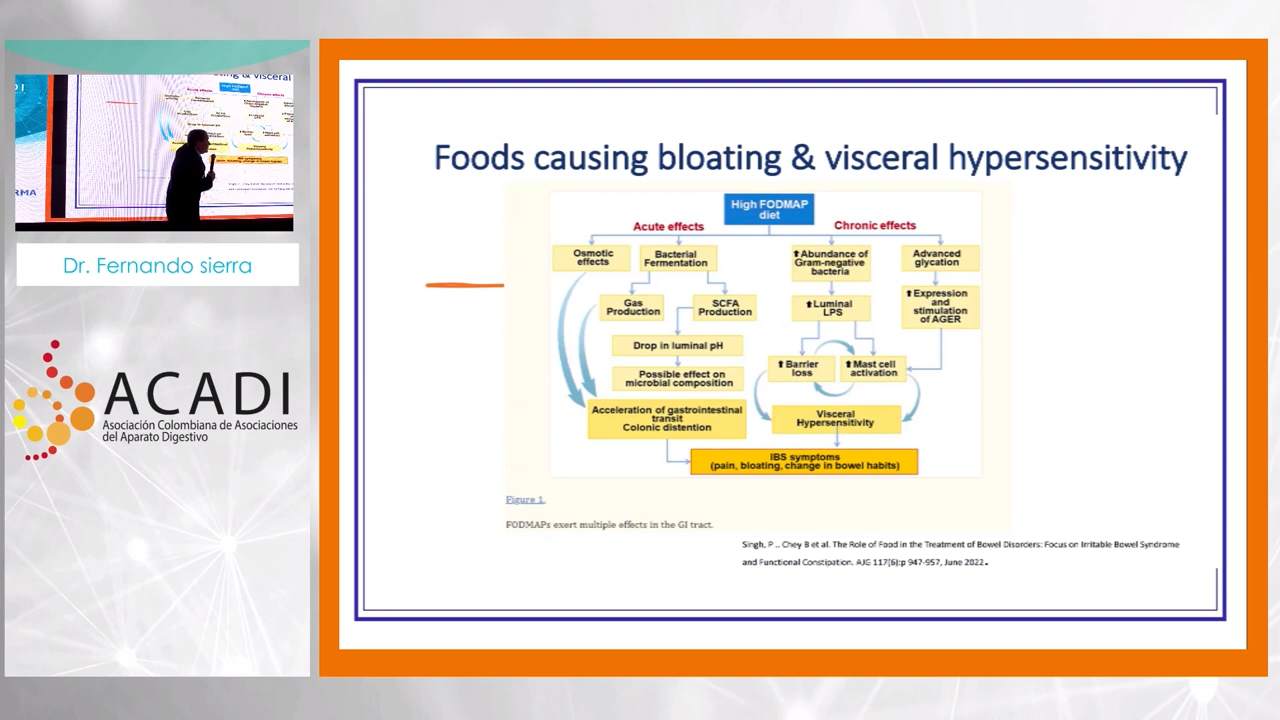 Dr. Fernando sierra
ACADI
Asociación Colombiana de Asociaciones
del Aparato Digestivo
Foods causing bloating & visceral hypersensitivity
High FODMAP
diet
Acute effects
Chronic effects
Osmotic
effects
Bacterial
Fermentation
⬆Abundance of
Gram-negative
bacteria
Advanced
glycation
Gas
Production
SCFA
Production
⬆Luminal
LPS
⬆Expression
and
stimulation
of AGER
Drop in luminal pH
Possible effect on
microbial composition
⬆Barrier
loss
⬆Mast cell
activation
Acceleration of gastrointestinal
transit
Colonic distention
Visceral
Hypersensitivity
IBS symptoms
(pain, bloating, change in bowel habits)
Figure 1.
FODMAPs exert multiple effects in the GI tract.
Singh, P .. Chey B et al. The Role of Food in the Treatment of Bowel Disorders: Focus on Irritable Bowel Syndrome
and Functional Constipation. AJG 117(6):p 947-957, June 2022.